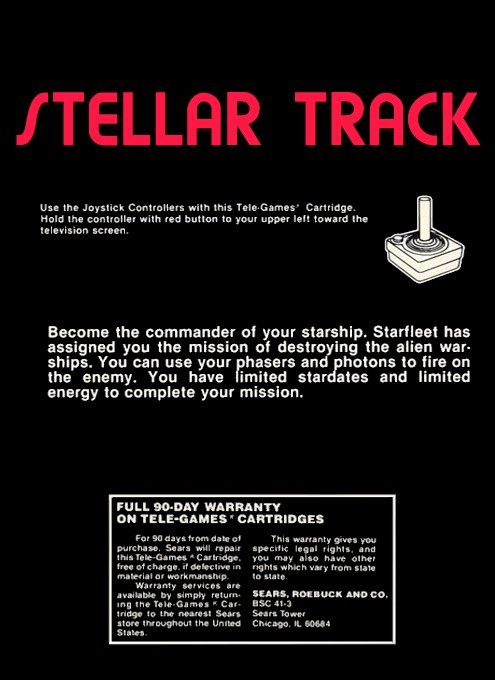 STELLAR TRACK
Use the Joystick Controllers with this Tele-Games® Cartridge.
Hold the controller with red button to your upper left toward the
television screen.
Become the commander of your starship. Starfleet has
assigned you the mission of destroying the alien war-
ships. You can use your phasers and photons to fire on
the enemy. You have limited stardates and limited
energy to complete your mission.
FULL 90-DAY WARRANTY
ON TELE-GAMES® CARTRIDGES
For 90 days from date of
purchase, Sears will repair
this Tele-Games® Cartridge,
free of charge, if defective in
material or workmanship.
Warranty services are
available by simply return-
ing the Tele-Games® Car-
tridge to the nearest Sears
store throughout the United
States.
This warranty gives you
specific legal rights, and
you may also have other
rights which vary from state
to state.
SEARS, ROEBUCK AND CO.
BSC 41-3
Sears Tower
Chicago, IL 60684